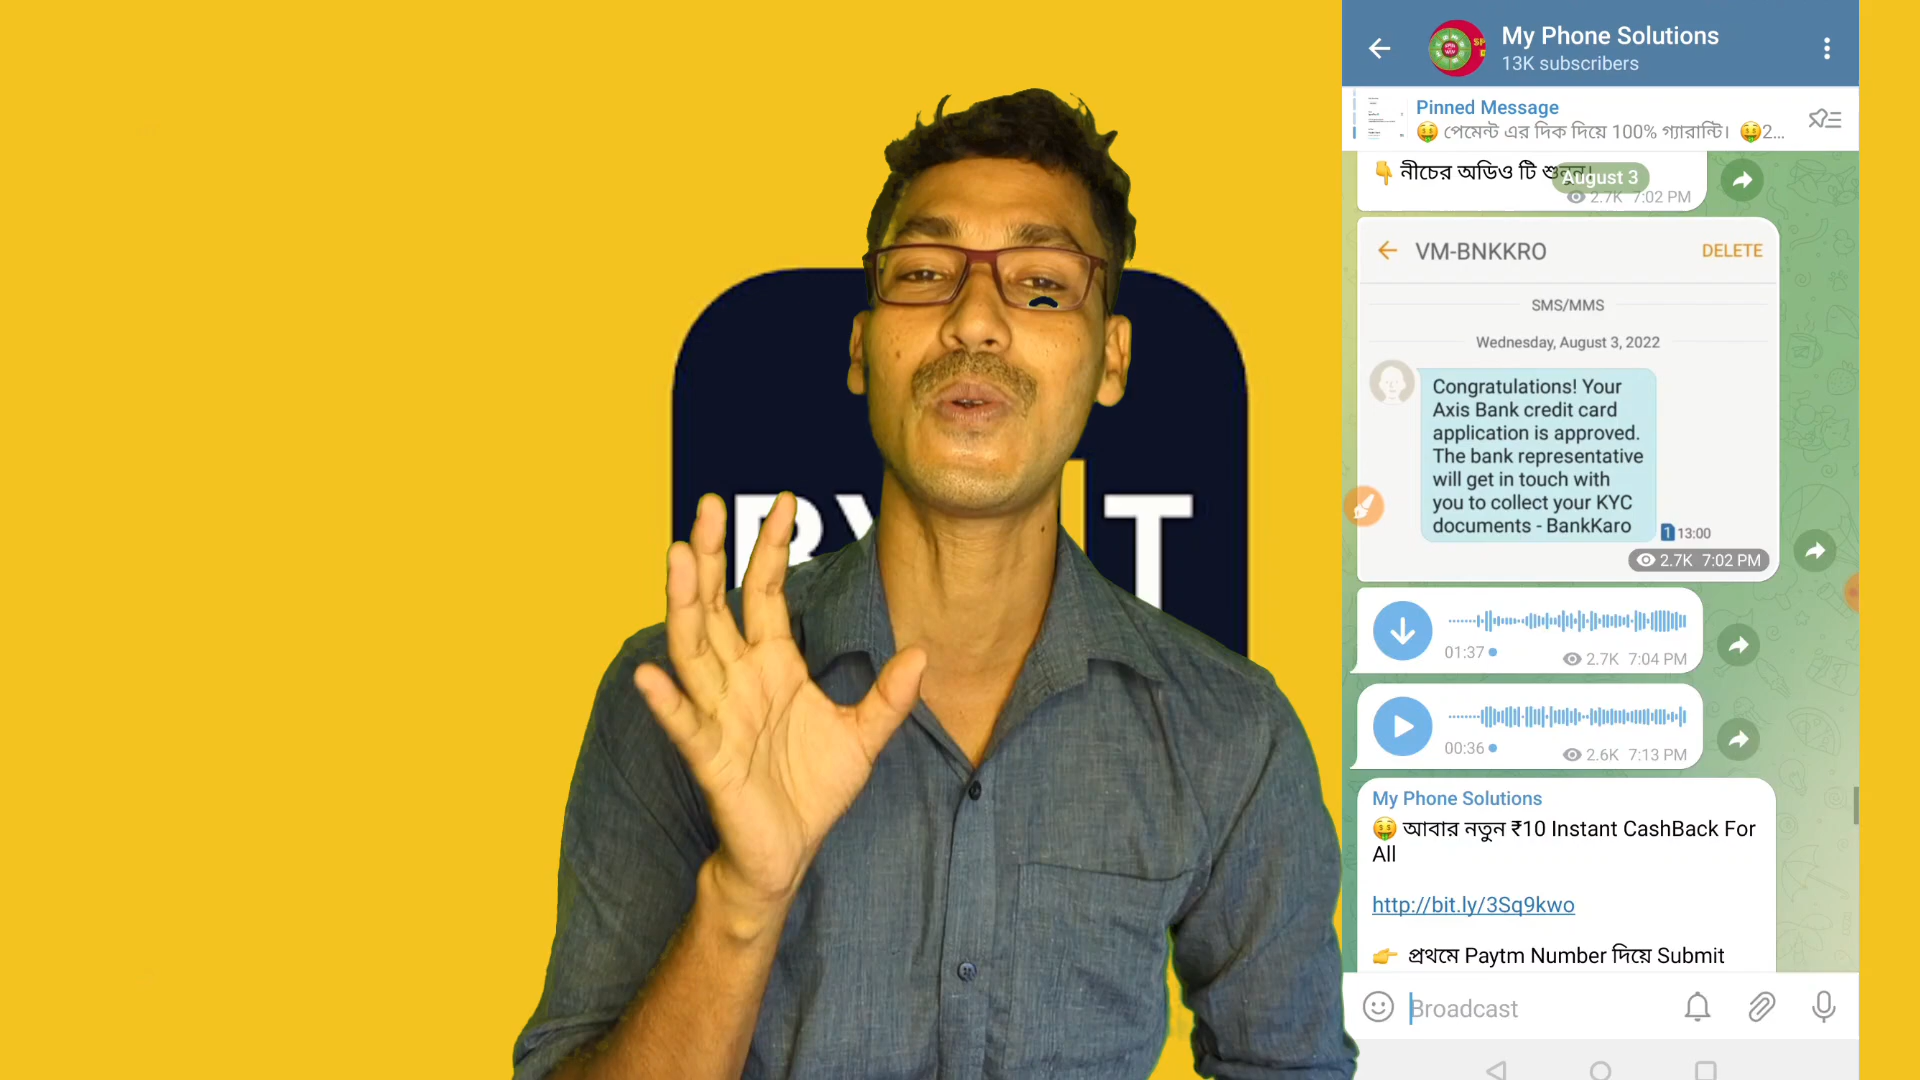 My Phone Solutions
13K subscribers
Pinned Message
🤑 পেমেন্ট এর দিক দিয়ে 100% গ্যারান্টি। 🤑2...
👇 নীচের অডিও টি শুনুন।
August 3
2.7K 7:02 PM
VM-BNKKRO
DELETE
SMS/MMS
Wednesday, August 3, 2022
Congratulations! Your
Axis Bank credit card
application is approved.
The bank representative
will get in touch with
you to collect your KYC
documents - BankKaro
1 13:00
2.7K 7:02 PM
01:37
2.7K 7:04 PM
00:36
2.6K 7:13 PM
My Phone Solutions
🤑 আবার নতুন ₹10 Instant CashBack For
All
http://bit.ly/3Sq9kwo
👉 প্রথমে Paytm Number দিয়ে Submit
Broadcast